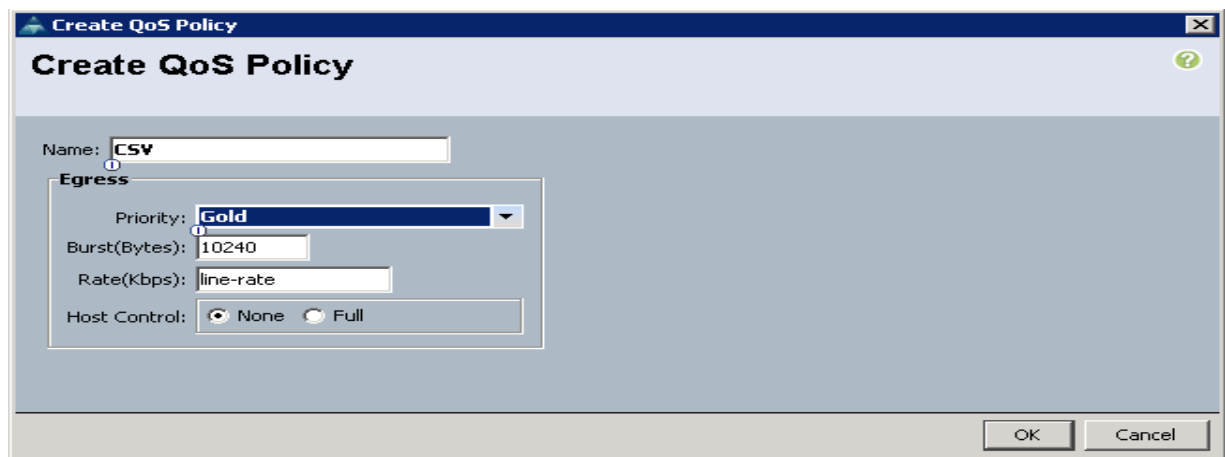 Create QoS Policy
Create QoS Policy
Name: CSV
Egress
Priority: Gold
Burst(Bytes): 10240
Rate(Kbps): line-rate
Host Control: None Full
OK Cancel